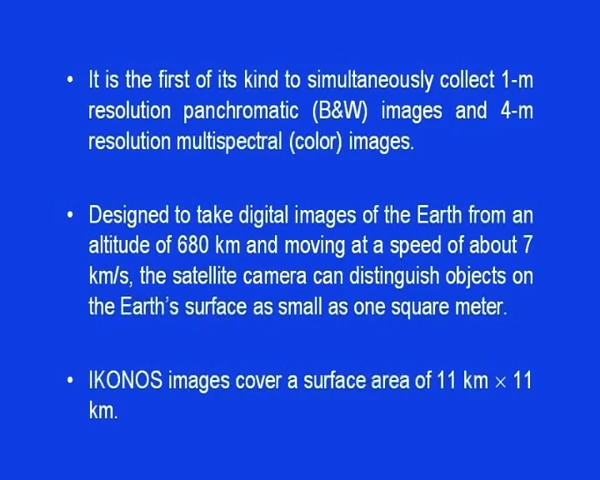 • It is the first of its kind to simultaneously collect 1-m
resolution panchromatic (B&W) images and 4-m
resolution multispectral (color) images.
• Designed to take digital images of the Earth from an
altitude of 680 km and moving at a speed of about 7
km/s, the satellite camera can distinguish objects on
the Earth's surface as small as one square meter.
• IKONOS images cover a surface area of 11 km × 11
km.